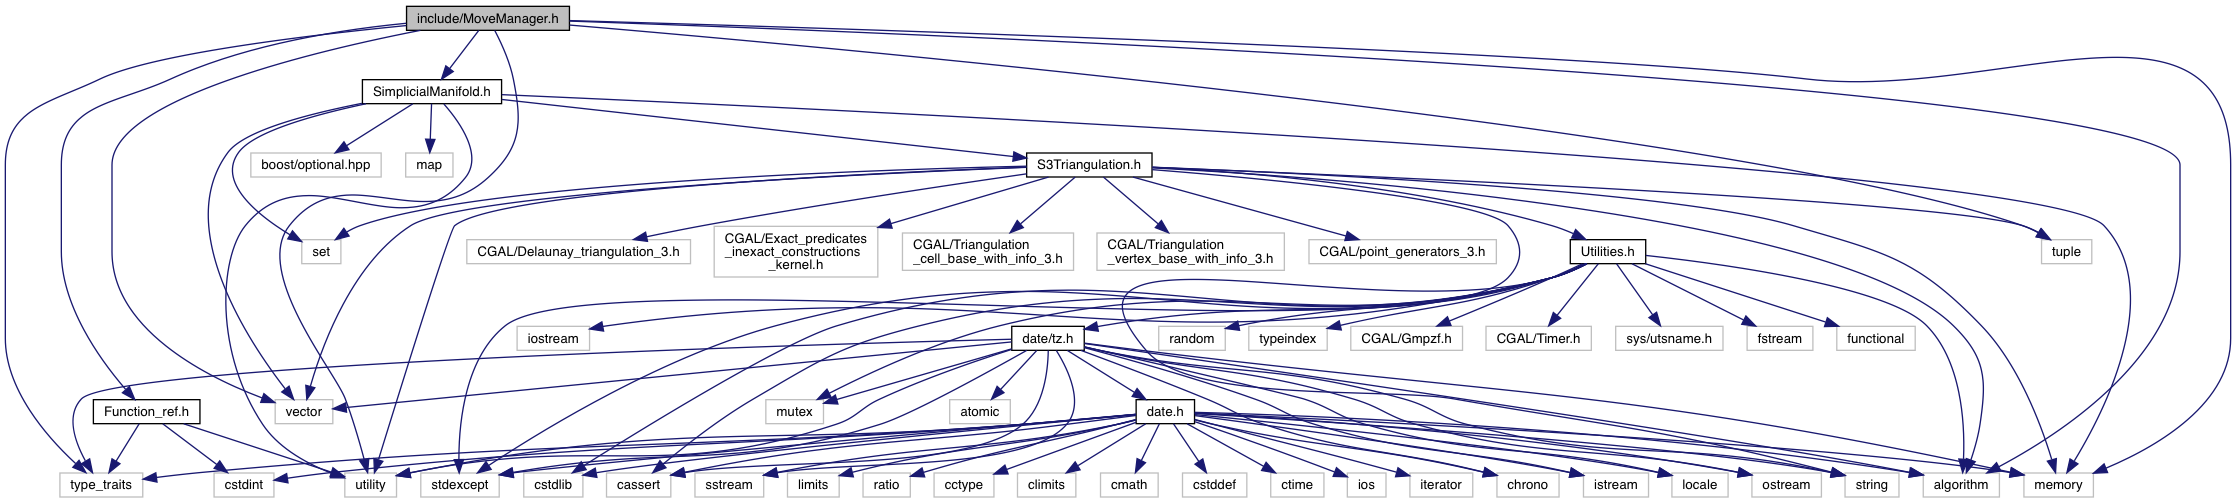 include/MoveManager.h
SimplicialManifold.h
boost/optional.hpp
map
S3Triangulation.h
set
CGAL/Delaunay_triangulation_3.h
CGAL/Exact_predicates
_inexact_constructions
_kernel.h
CGAL/Triangulation
_cell_base_with_info_3.h
CGAL/Triangulation
_vertex_base_with_info_3.h
CGAL/point_generators_3.h
Utilities.h
tuple
iostream
date/tz.h
random
typeindex
CGAL/Gmpzf.h
CGAL/Timer.h
sys/utsname.h
fstream
functional
Function_ref.h
vector
mutex
atomic
date.h
type_traits
cstdint
utility
stdexcept
cstdlib
cassert
sstream
limits
ratio
cctype
climits
cmath
cstddef
ctime
ios
iterator
chrono
istream
locale
ostream
string
algorithm
memory